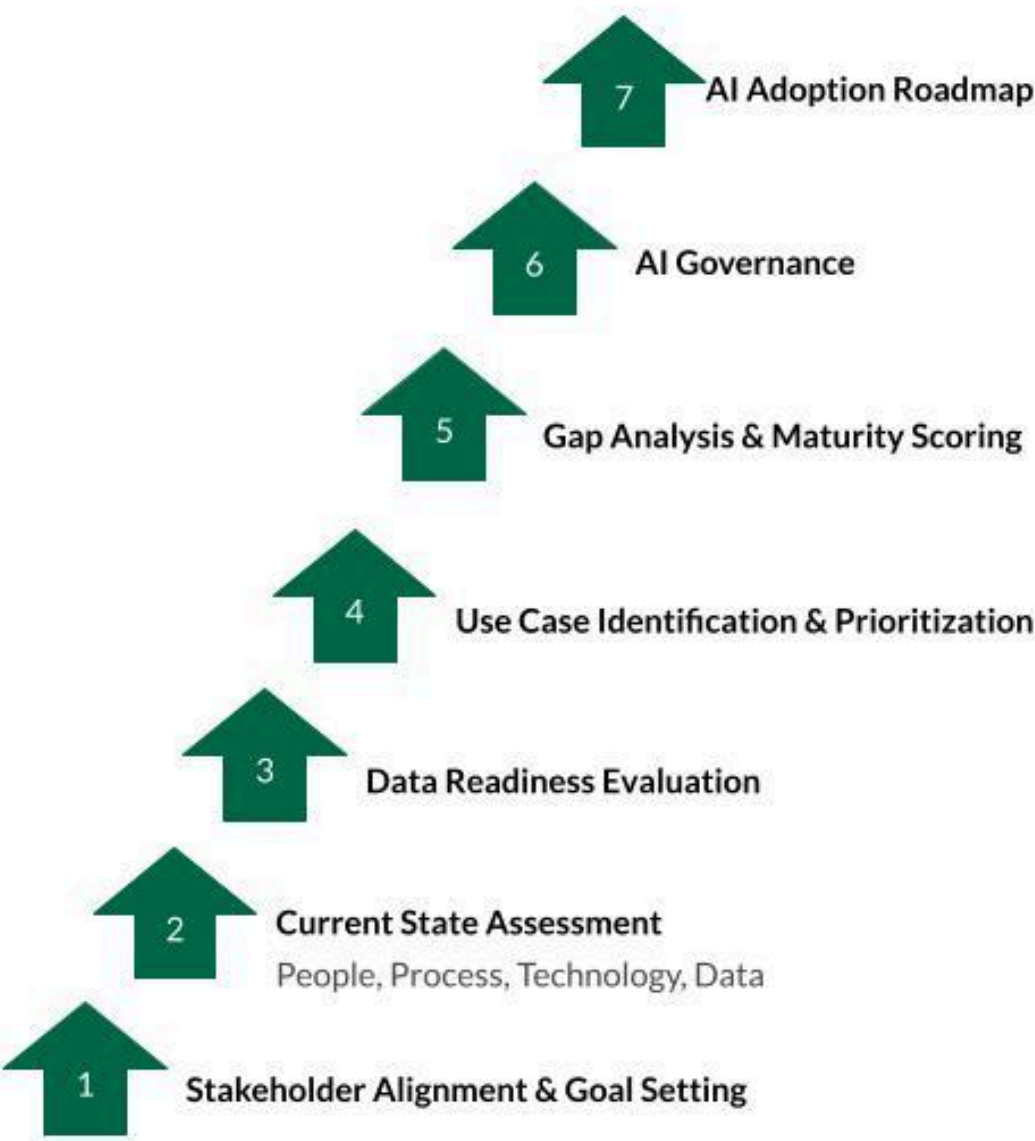 7
AI Adoption Roadmap
6
AI Governance
5
Gap Analysis & Maturity Scoring
4
Use Case Identification & Prioritization
3
Data Readiness Evaluation
2
Current State Assessment
People, Process, Technology, Data
1
Stakeholder Alignment & Goal Setting